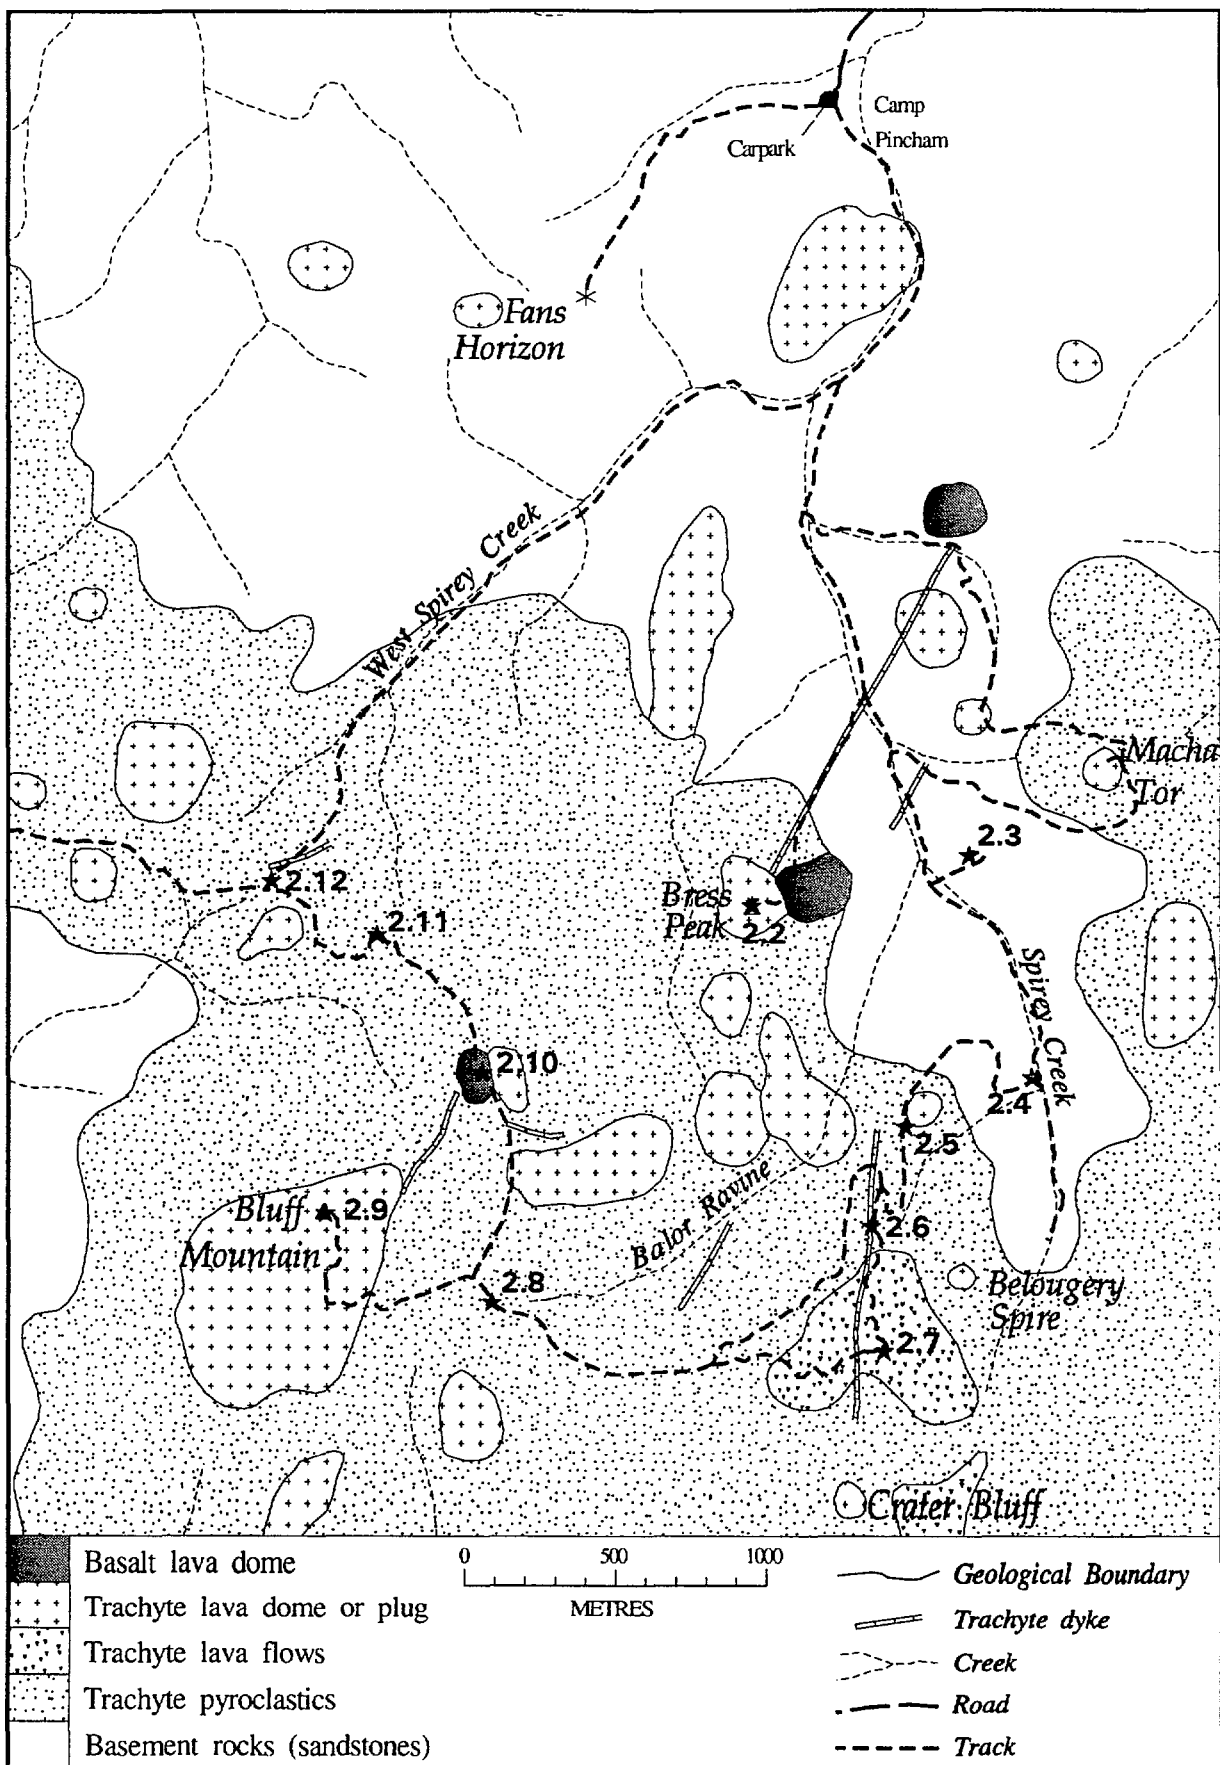 Camp
Pincham
Carpark
Fans
Horizon
West Spirey Creek
Macha
Tor
2.3
2.12
Bress
Peak
2.2
2.11
Spirey Creek
2.10
2.4
2.5
Balor Ravine
Bluff
Mountain
2.9
2.6
2.8
Belougery
Spire
2.7
Crater Bluff
Basalt lava dome
Trachyte lava dome or plug
Trachyte lava flows
Trachyte pyroclastics
Basement rocks (sandstones)
0 500 1000
METRES
Geological Boundary
Trachyte dyke
Creek
Road
Track